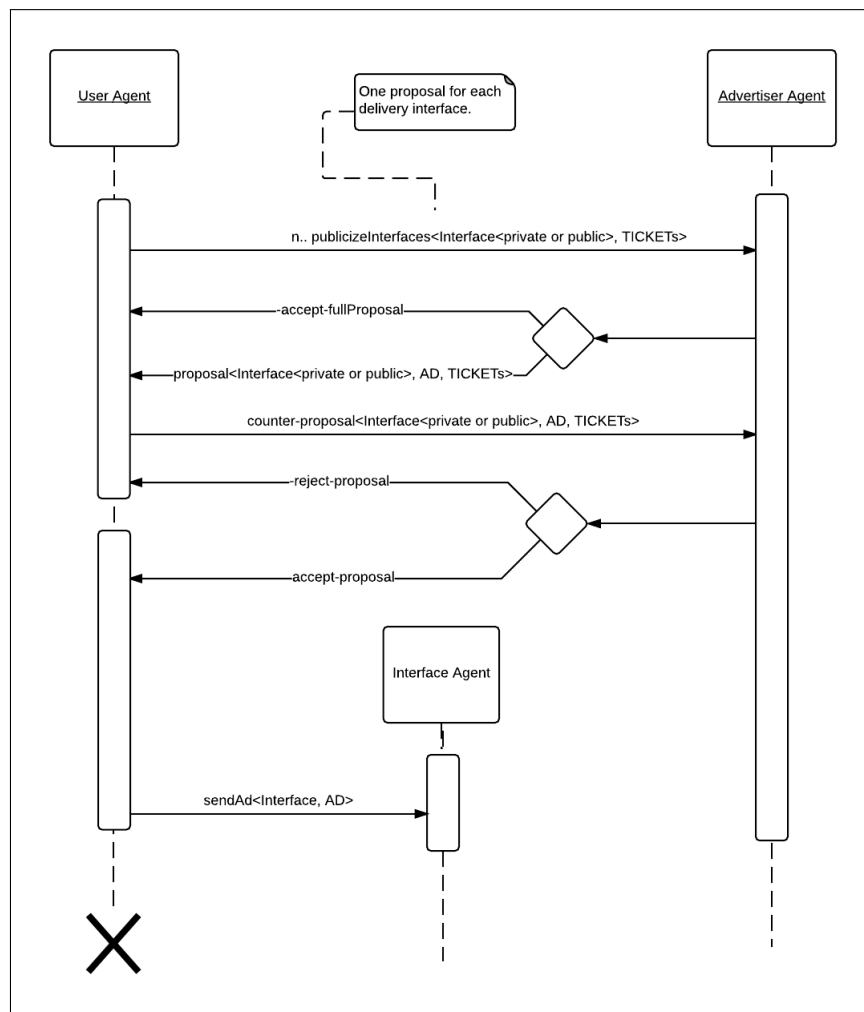 User Agent
One proposal for each
delivery interface.
Advertiser Agent
n.. publicizeInterfaces<Interface<private or public>, TICKETs>
-accept-fullProposal
proposal<Interface<private or public>, AD, TICKETs>
counter-proposal<Interface<private or public>, AD, TICKETs>
-reject-proposal
accept-proposal
Interface Agent
sendAd<Interface, AD>